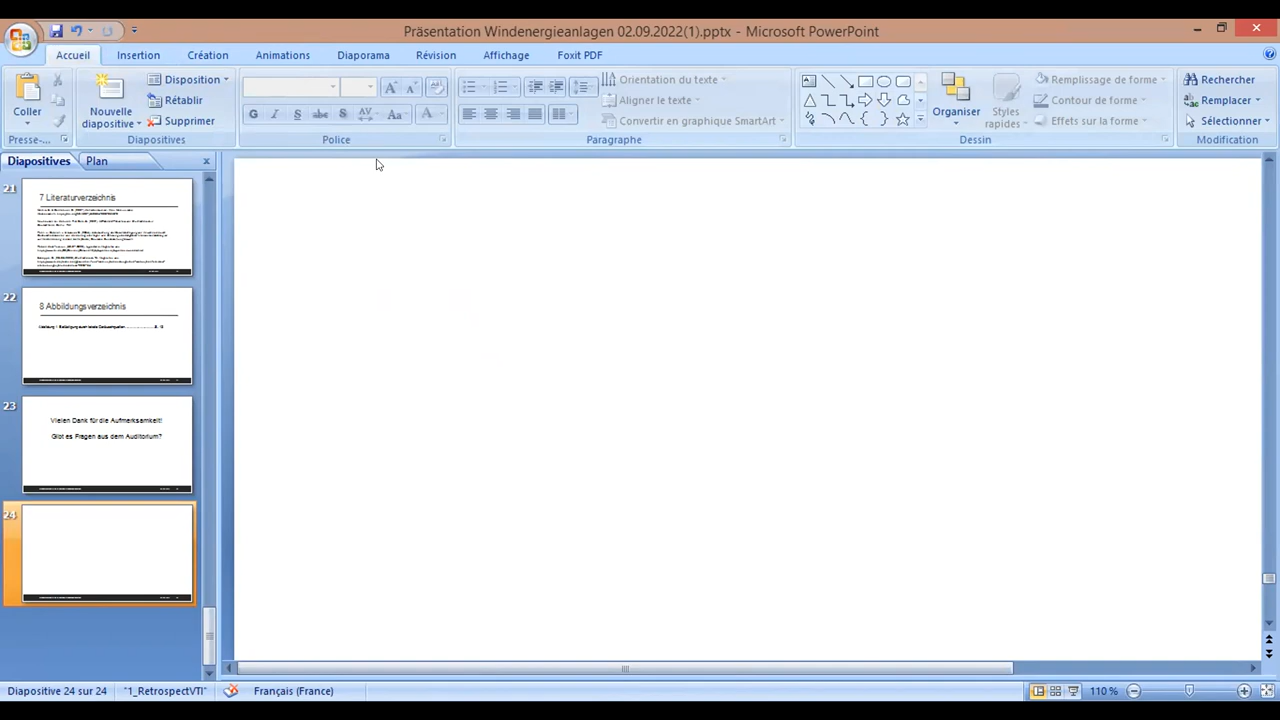 Präsentation Windenergieanlagen 02.09.2022(1).pptx - Microsoft PowerPoint
Accueil Insertion Création Animations Diaporama Révision Affichage Foxit PDF
Coller
Presse-...
Nouvelle diapositive
Disposition
Rétablir
Supprimer
Diapositives
G I S abc S AV Aa A
Police
Orientation du texte
Aligner le texte
Convertir en graphique SmartArt
Paragraphe
Organiser
Styles rapides
Remplissage de forme
Contour de forme
Effets sur la forme
Dessin
Rechercher
Remplacer
Sélectionner
Modification
Diapositives Plan
21
7 Literaturverzeichnis
22
8 Abbildungsverzeichnis
23
Vielen Dank für die Aufmerksamkeit!
Gibt es Fragen aus dem Auditorium?
24
Diapositive 24 sur 24 "1_RetrospectVTI" Français (France) 110 %